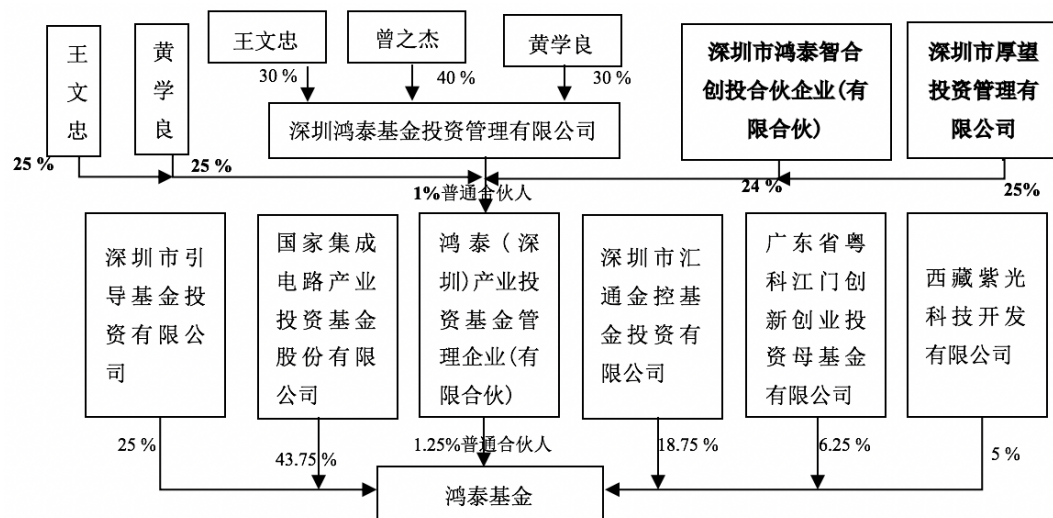 王
文
忠
黄
学
良
王文忠
曾之杰
黄学良
深圳市鸿泰智合
创投合伙企业(有
限合伙)
深圳市厚望
投资管理有
限公司
30 %
40 %
30 %
深圳鸿泰基金投资管理有限公司
25 %
25 %
24 %
25%
1%普通合伙人
深圳市引
导基金投
资有限公
司
国家集成
电路产业
投资基金
股份有限
公司
鸿泰(深
圳)产业投
资基金管
理企业(有
限合伙)
深圳市汇
通金控基
金投资有
限公司
广东省粤
科江门创
新创业投
资母基金
有限公司
西藏紫光
科技开发
有限公司
25 %
43.75 %
1.25%普通合伙人
18.75 %
6.25 %
5 %
鸿泰基金